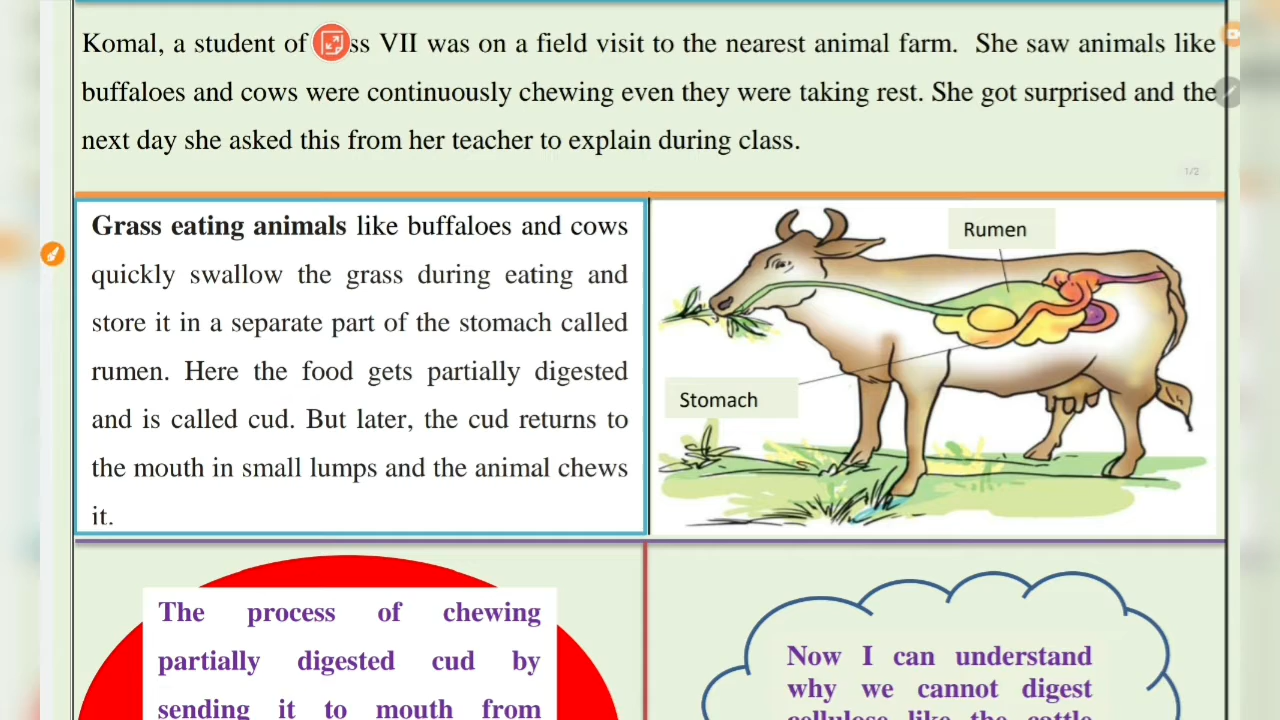 Komal, a student of ss VII was on a field visit to the nearest animal farm. She saw animals like
buffaloes and cows were continuously chewing even they were taking rest. She got surprised and the
next day she asked this from her teacher to explain during class.
1/2
Grass eating animals like buffaloes and cows
quickly swallow the grass during eating and
store it in a separate part of the stomach called
rumen. Here the food gets partially digested
and is called cud. But later, the cud returns to
the mouth in small lumps and the animal chews
it.
Rumen
Stomach
The process of chewing
partially digested cud by
sending it to mouth from
Now I can understand
why we cannot digest
cellulose like the cattle